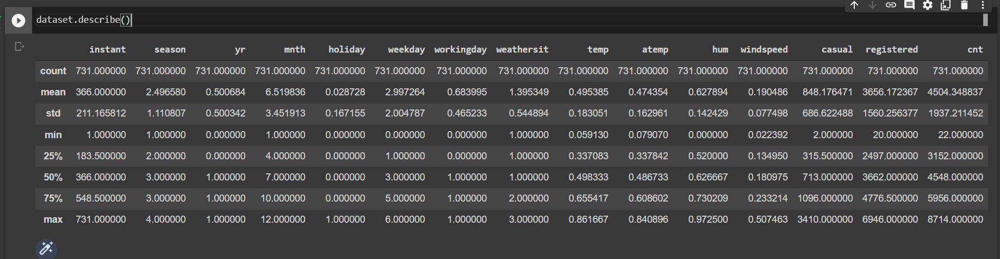 dataset.describe()
instant season yr mnth holiday weekday workingday weathersit temp atemp hum windspeed casual registered cnt
count 731.000000 731.000000 731.000000 731.000000 731.000000 731.000000 731.000000 731.000000 731.000000 731.000000 731.000000 731.000000 731.000000 731.000000 731.000000
mean 366.000000 2.496580 0.500684 6.519836 0.028728 2.997264 0.683995 1.395349 0.495385 0.474354 0.627894 0.190486 848.176471 3656.172367 4504.348837
std 211.165812 1.110807 0.500342 3.451913 0.167155 2.004787 0.465233 0.544894 0.183051 0.162961 0.142429 0.077498 686.622488 1560.256377 1937.211452
min 1.000000 1.000000 0.000000 1.000000 0.000000 0.000000 0.000000 1.000000 0.059130 0.079070 0.000000 0.022392 2.000000 20.000000 22.000000
25% 183.500000 2.000000 0.000000 4.000000 0.000000 1.000000 0.000000 1.000000 0.337083 0.337842 0.520000 0.134950 315.500000 2497.000000 3152.000000
50% 366.000000 3.000000 1.000000 7.000000 0.000000 3.000000 1.000000 1.000000 0.498333 0.486733 0.626667 0.180975 713.000000 3662.000000 4548.000000
75% 548.500000 3.000000 1.000000 10.000000 0.000000 5.000000 1.000000 2.000000 0.655417 0.608602 0.730209 0.233214 1096.000000 4776.500000 5956.000000
max 731.000000 4.000000 1.000000 12.000000 1.000000 6.000000 1.000000 3.000000 0.861667 0.840896 0.972500 0.507463 3410.000000 6946.000000 8714.000000